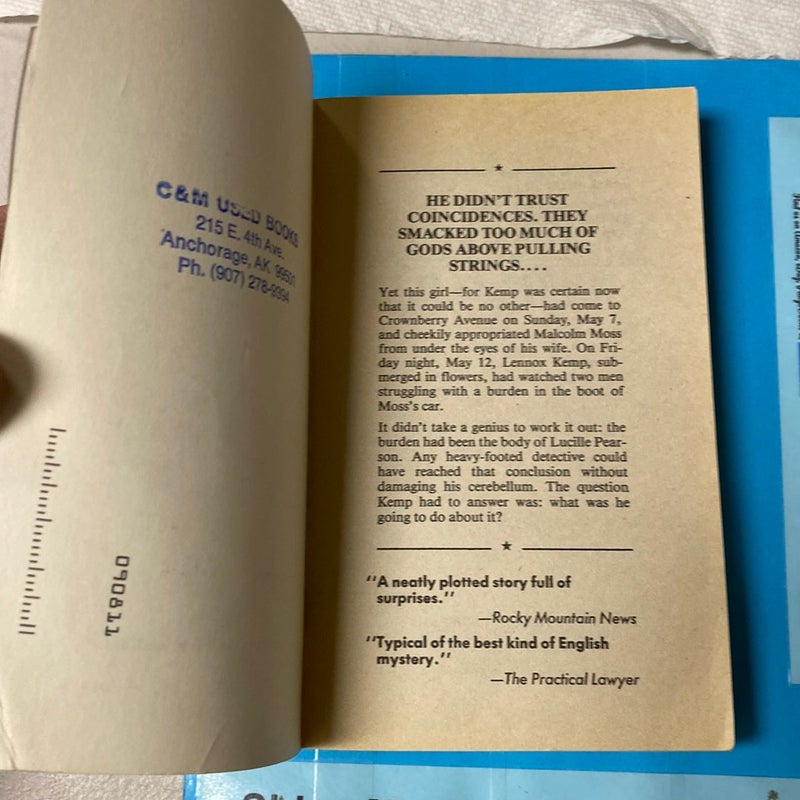 C&M USED BOOKS
215 E. 4th Ave.
Anchorage, AK 99501
Ph. (907) 278-9394
090811
HE DIDN'T TRUST
COINCIDENCES. THEY
SMACKED TOO MUCH OF
GODS ABOVE PULLING
STRINGS....
Yet this girl—for Kemp was certain now
that it could be no other—had come to
Crownberry Avenue on Sunday, May 7,
and cheekily appropriated Malcolm Moss
from under the eyes of his wife. On Fri-
day night, May 12, Lennox Kemp, sub-
merged in flowers, had watched two men
struggling with a burden in the boot of
Moss's car.
It didn't take a genius to work it out: the
burden had been the body of Lucille Pear-
son. Any heavy-footed detective could
have reached that conclusion without
damaging his cerebellum. The question
Kemp had to answer was: what was he
going to do about it?
"A neatly plotted story full of
surprises."
—Rocky Mountain News
"Typical of the best kind of English
mystery."
—The Practical Lawyer